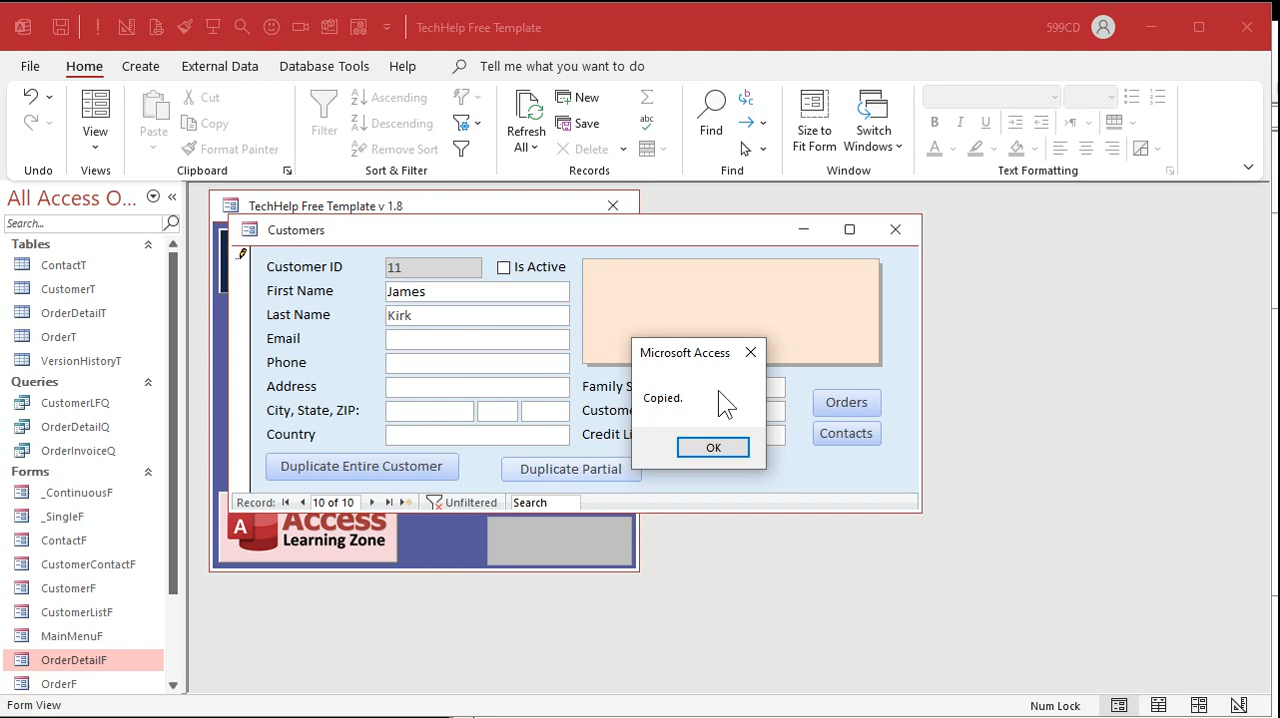 TechHelp Free Template
599CD
File Home Create External Data Database Tools Help Tell me what you want to do
Undo
View
Views
Paste
Cut
Copy
Format Painter
Clipboard
Filter
Ascending
Descending
Remove Sort
Sort & Filter
Refresh
All
New
Save
Delete
Records
Find
Find
Size to
Fit Form
Switch
Windows
Window
Text Formatting
All Access O...
Search...
Tables
ContactT
CustomerT
OrderDetailT
OrderT
VersionHistoryT
Queries
CustomerLFQ
OrderDetailQ
OrderInvoiceQ
Forms
_ContinuousF
_SingleF
ContactF
CustomerContactF
CustomerF
CustomerListF
MainMenuF
OrderDetailF
OrderF
TechHelp Free Template v 1.8
Customers
Customer ID 11 Is Active
First Name James
Last Name Kirk
Email
Phone
Address
City, State, ZIP:
Country
Family S
Custome
Credit Li
Orders
Contacts
Duplicate Entire Customer
Duplicate Partial
Record: 10 of 10 Unfiltered Search
Microsoft Access
Copied.
OK
A Access
Learning Zone
Form View
Num Lock